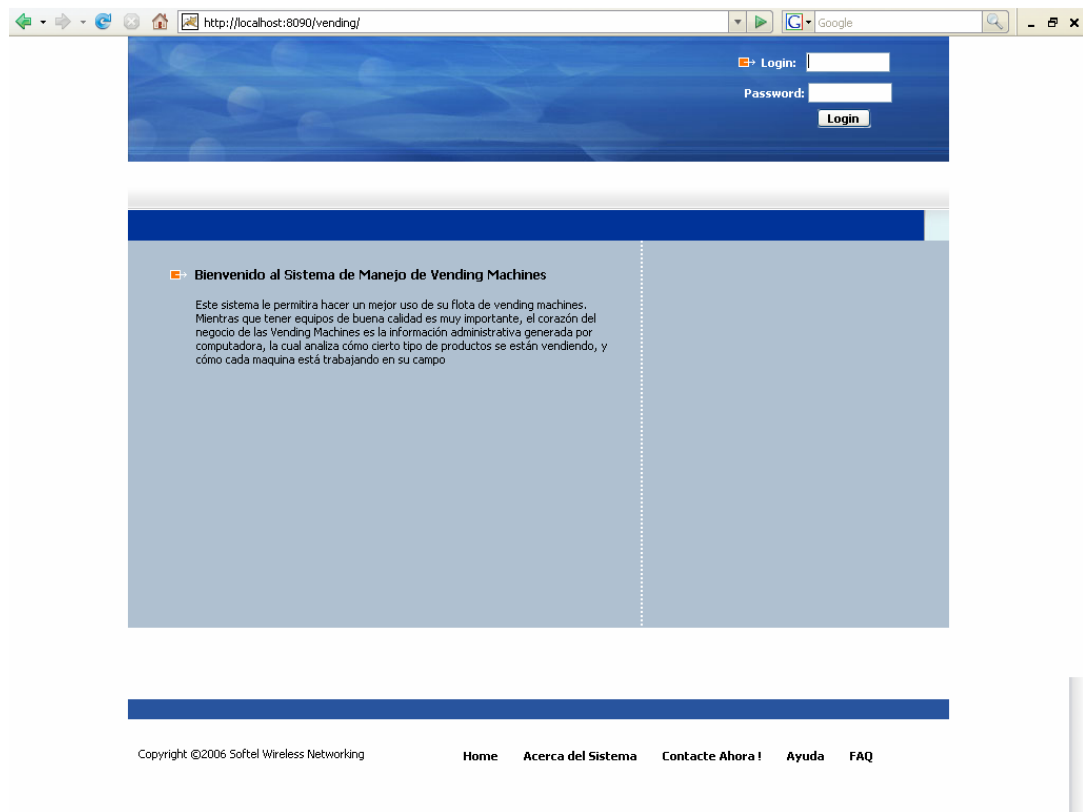 http://localhost:8090/vending/
G
Google
Login:
Password:
Login
Bienvenido al Sistema de Manejo de Vending Machines
Este sistema le permitira hacer un mejor uso de su flota de vending machines.
Mientras que tener equipos de buena calidad es muy importante, el corazón del
negocio de las Vending Machines es la información administrativa generada por
computadora, la cual analiza cómo cierto tipo de productos se están vendiendo, y
cómo cada maquina está trabajando en su campo
Copyright ©2006 Softel Wireless Networking
Home Acerca del Sistema Contacte Ahora ! Ayuda FAQ